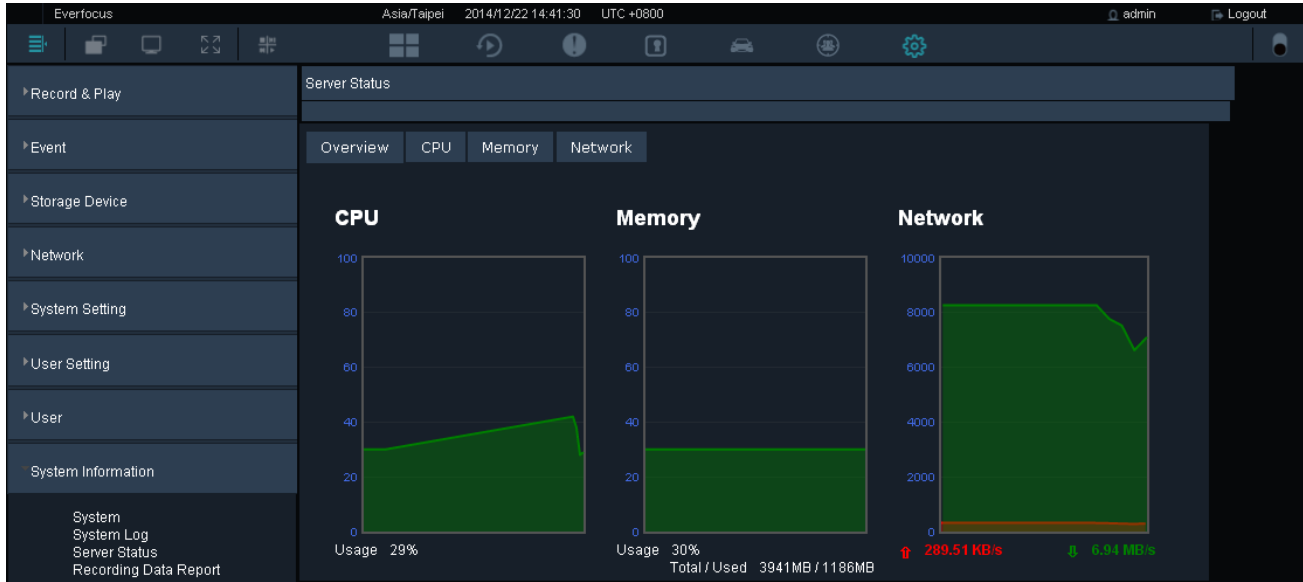 Everfocus Asia/Taipei 2014/12/22 14:41:30 UTC +0800 admin Logout
Record & Play
Event
Storage Device
Network
System Setting
User Setting
User
System Information
System
System Log
Server Status
Recording Data Report
Server Status
Overview CPU Memory Network
CPU
100
80
60
40
20
0
Usage 29%
Memory
100
80
60
40
20
0
Usage 30%
Total / Used 3941MB / 1186MB
Network
10000
8000
6000
4000
2000
0
289.51 KB/s 6.94 MB/s